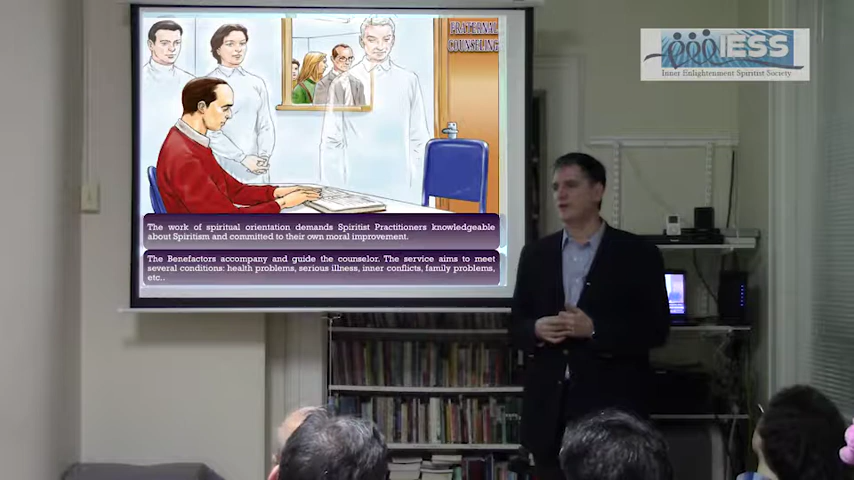 FRATERNAL
COUNSELING
IESS
Inner Enlightenment Spiritist Society
The work of spiritual orientation demands Spiritist Practitioners knowledgeable
about Spiritism and committed to their own moral improvement.
The Benefactors accompany and guide the counselor. The service aims to meet
several conditions: health problems, serious illness, inner conflicts, family problems,
etc..